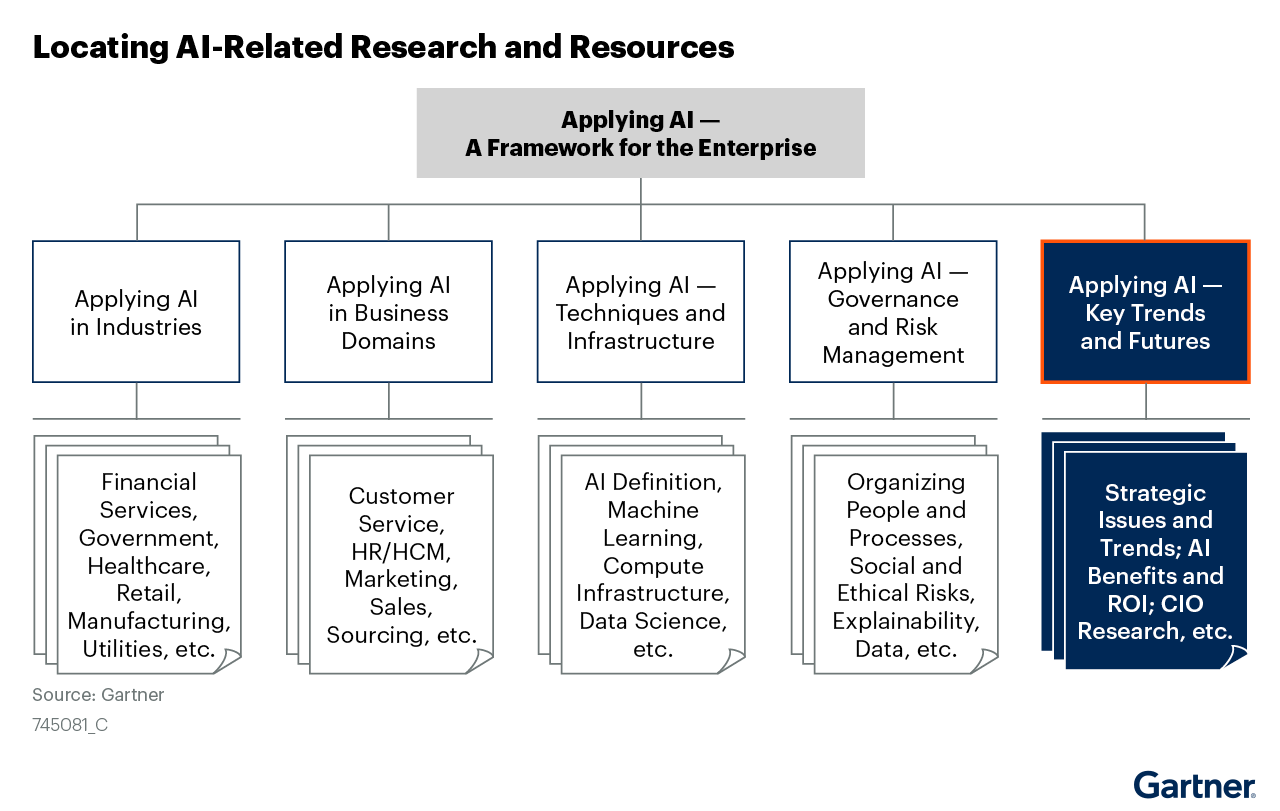 Locating AI-Related Research and Resources
Applying AI —
A Framework for the Enterprise
Applying AI
in Industries
Applying AI
in Business
Domains
Applying AI —
Techniques and
Infrastructure
Applying AI —
Governance
and Risk
Management
Applying AI —
Key Trends
and Futures
Financial
Services,
Government,
Healthcare,
Retail,
Manufacturing,
Utilities, etc.
Customer
Service,
HR/HCM,
Marketing,
Sales,
Sourcing, etc.
AI Definition,
Machine
Learning,
Compute
Infrastructure,
Data Science,
etc.
Organizing
People and
Processes,
Social and
Ethical Risks,
Explainability,
Data, etc.
Strategic
Issues and
Trends; AI
Benefits and
ROI; CIO
Research, etc.
Source: Gartner
745081_C
Gartner®